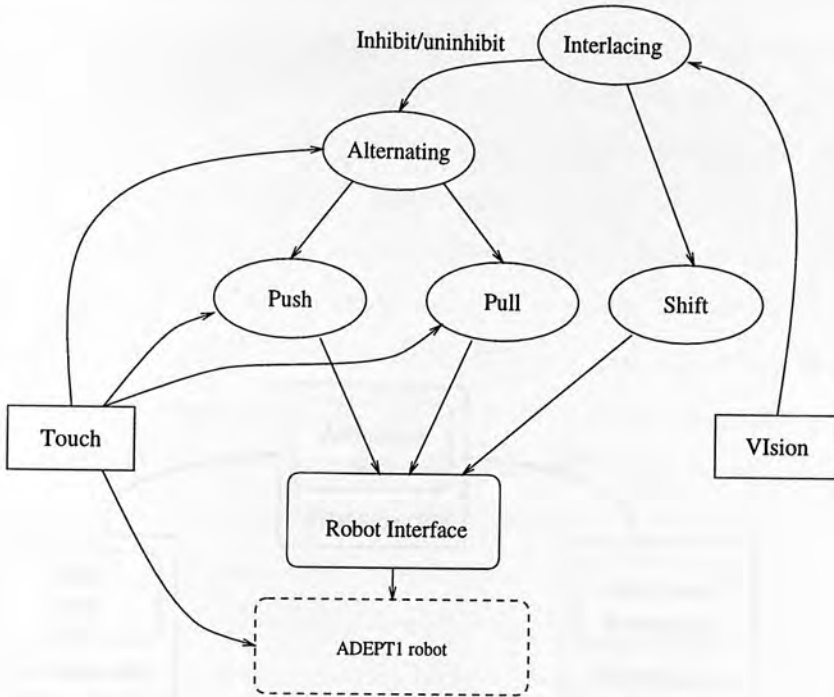 Inhibit/uninhibit
Interlacing
Alternating
Push
Pull
Shift
Touch
VIsion
Robot Interface
ADEPT1 robot